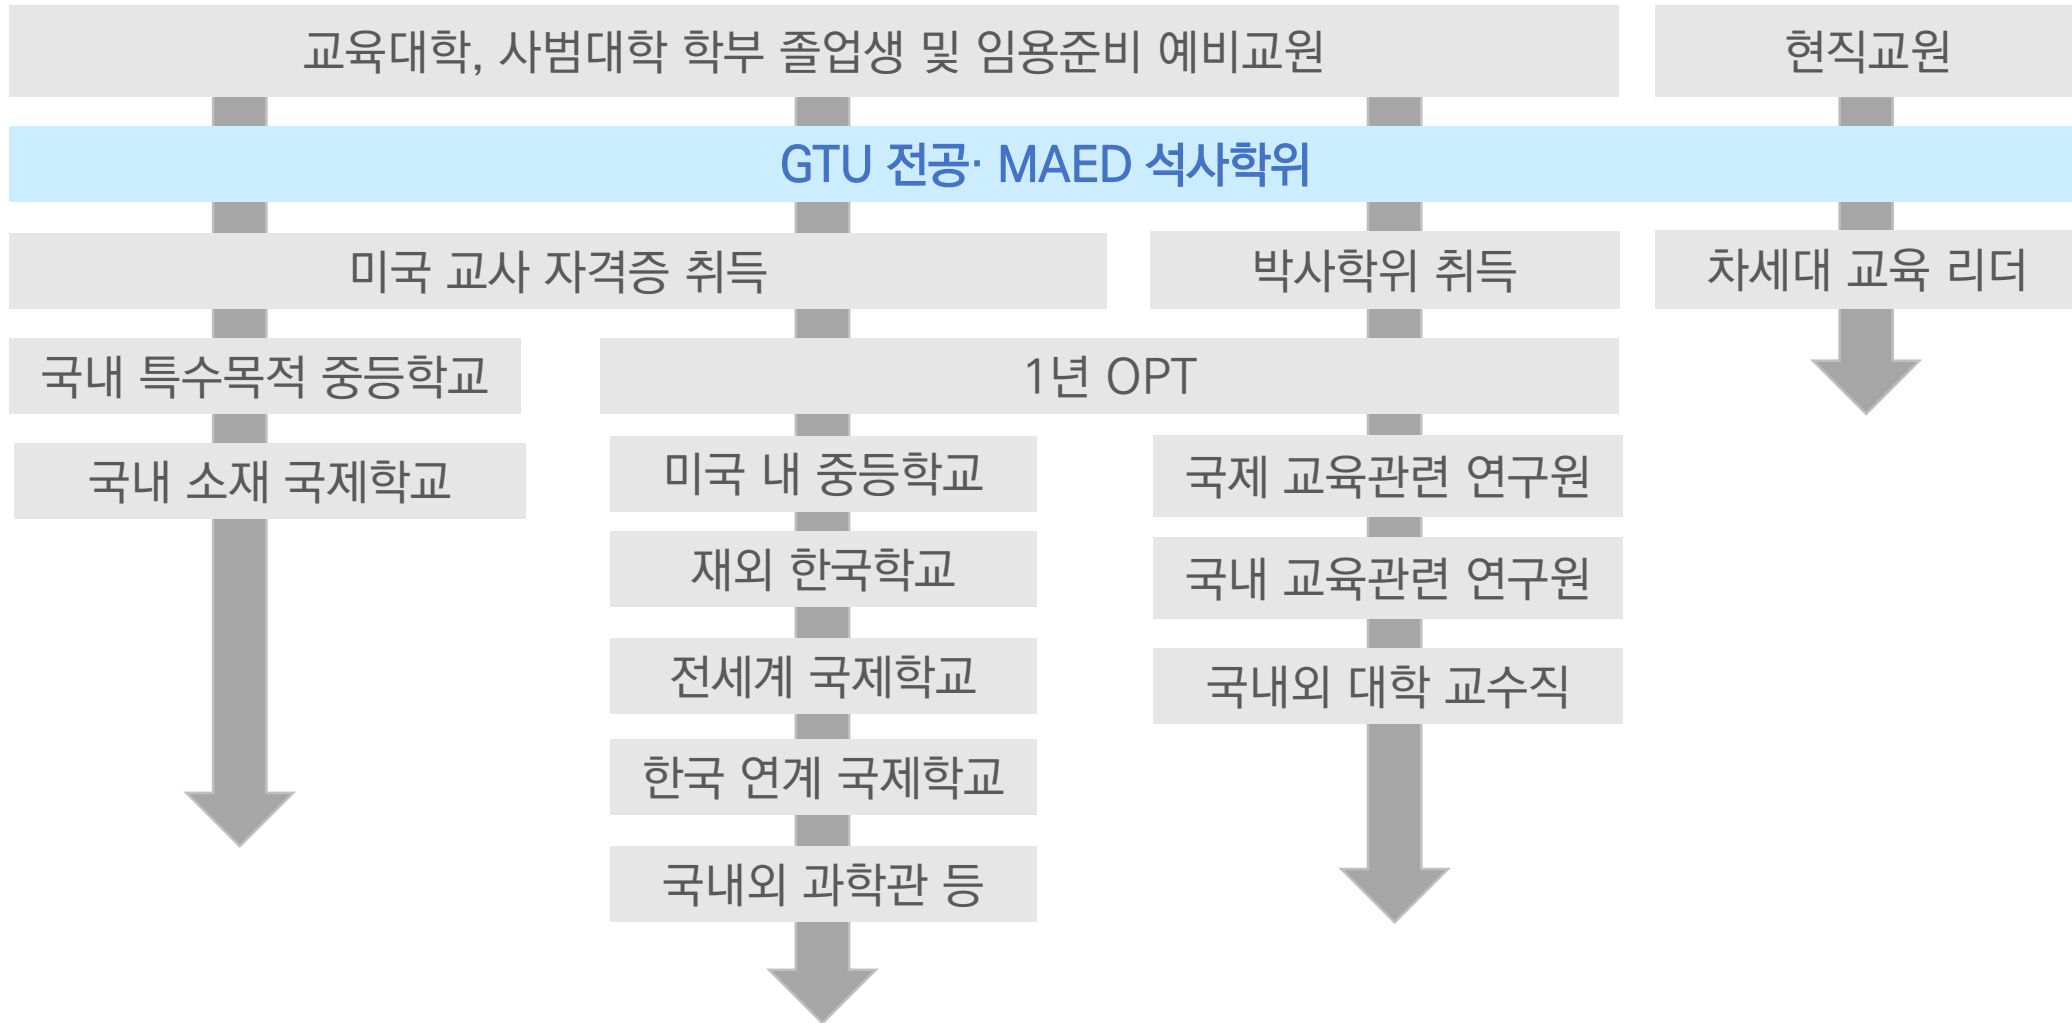 교육대학, 사범대학 학부 졸업생 및 임용준비 예비교원
현직교원
GTU 전공· MAED 석사학위
미국 교사 자격증 취득
박사학위 취득
차세대 교육 리더
국내 특수목적 중등학교
1년 OPT
국내 소재 국제학교
미국 내 중등학교
국제 교육관련 연구원
재외 한국학교
국내 교육관련 연구원
전세계 국제학교
국내외 대학 교수직
한국 연계 국제학교
국내외 과학관 등